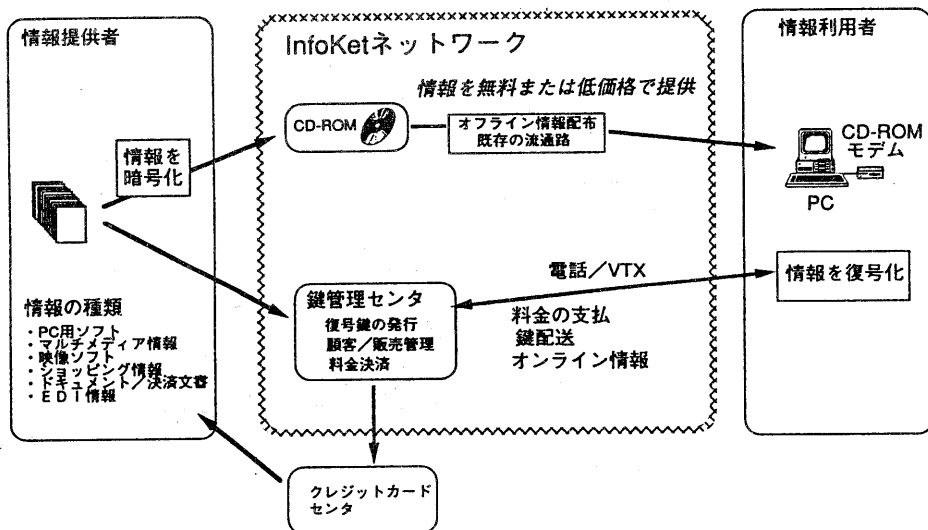 情報提供者
情報を
暗号化
情報の種類
・PC用ソフト
・マルチメディア情報
・映像ソフト
・ショッピング情報
・ドキュメント/決済文書
・EDI情報
InfoKetネットワーク
情報を無料または低価格で提供
CD-ROM
オフライン情報配布
既存の流通路
電話/VTX
鍵管理センタ
復号鍵の発行
顧客/販売管理
料金決済
料金の支払
鍵配送
オンライン情報
クレジットカード
センタ
情報利用者
CD-ROM
モデム
PC
情報を復号化